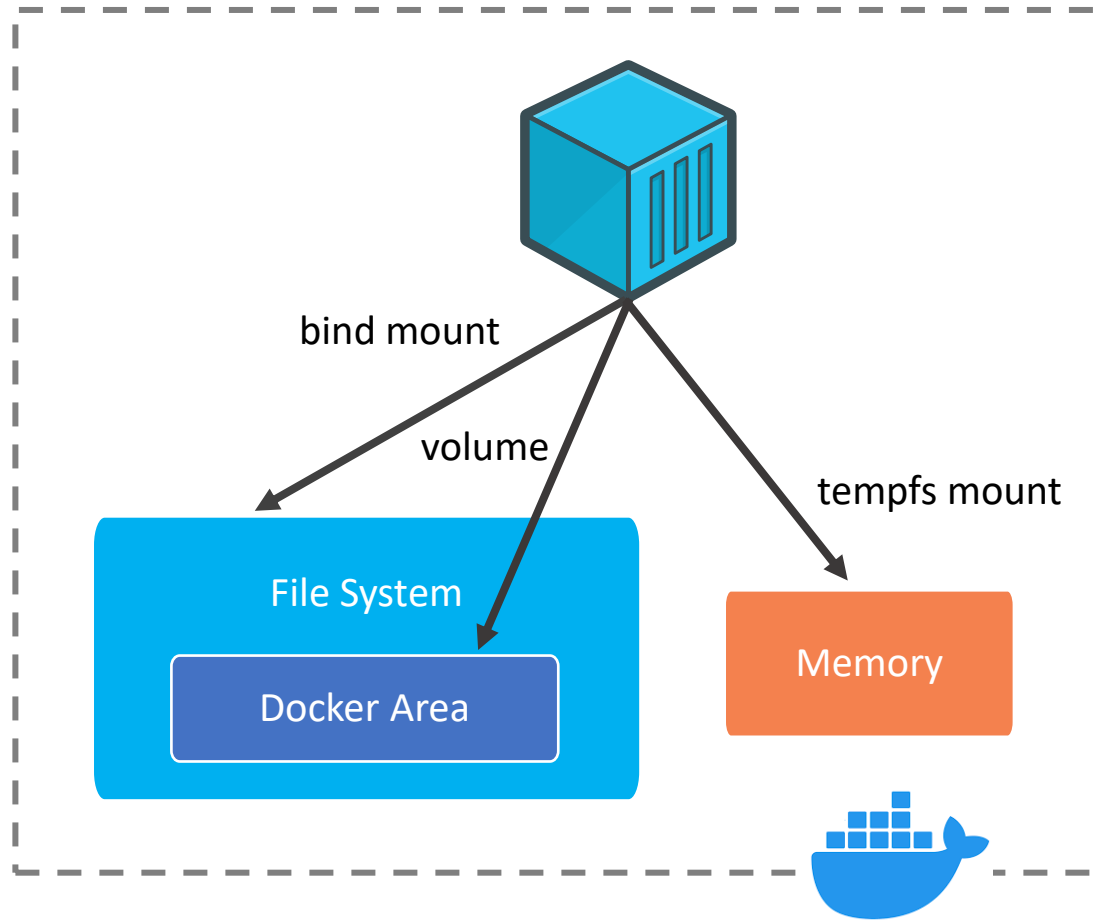 bind mount
volume
tempfs mount
File System
Memory
Docker Area